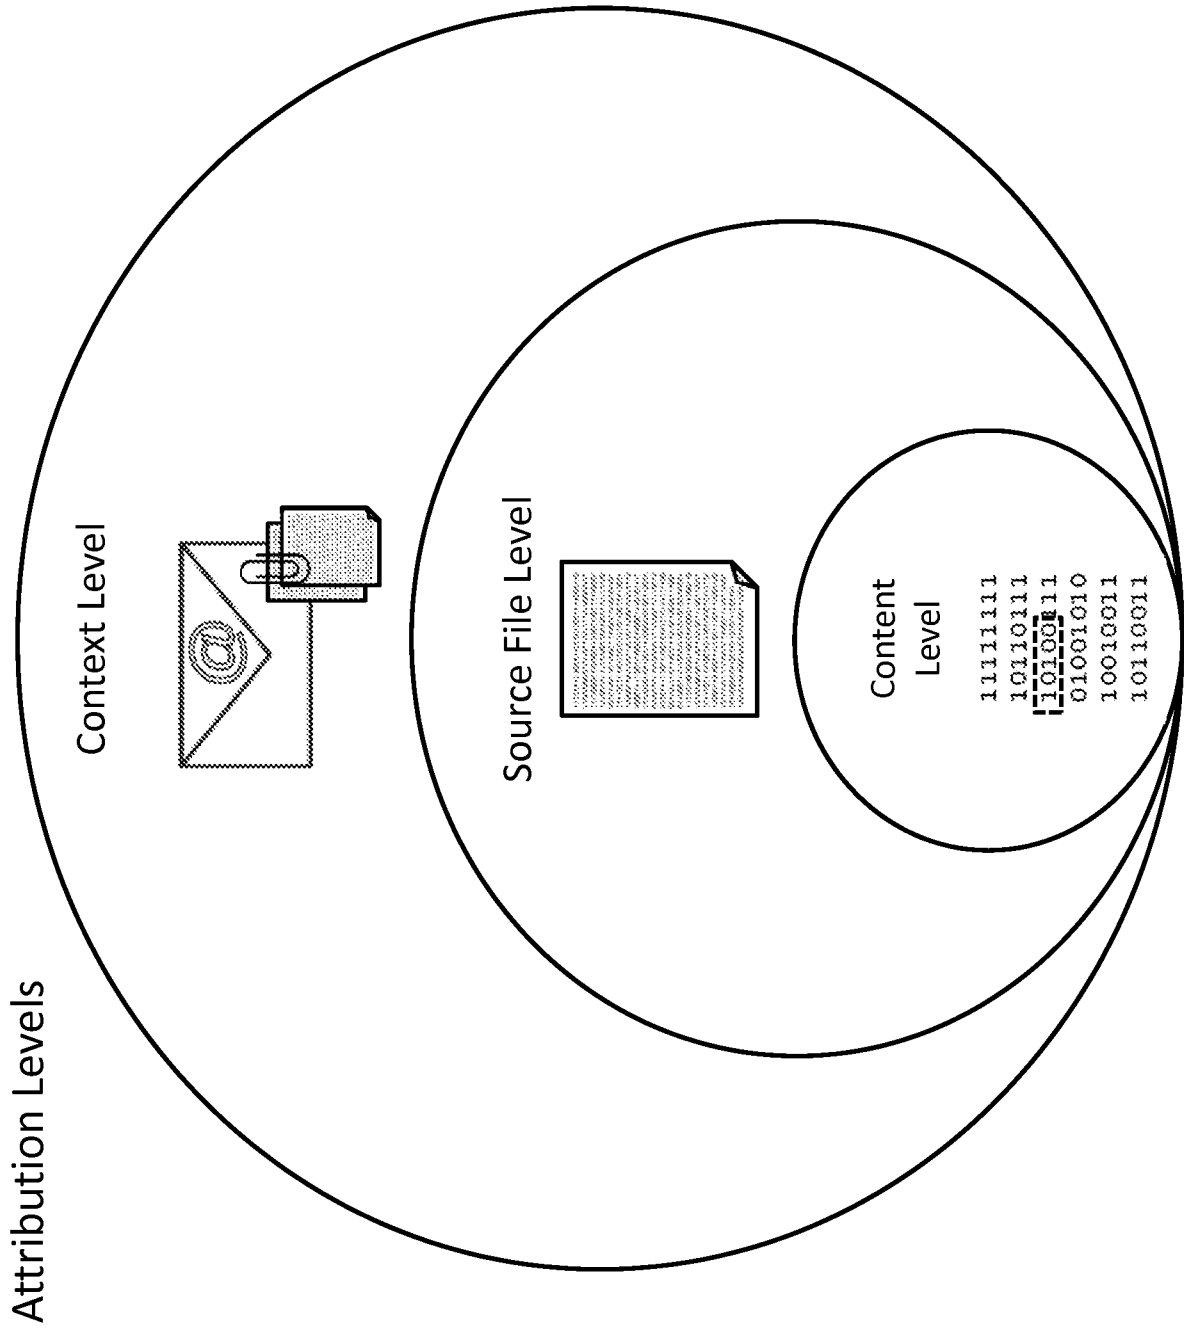 Attribution Levels
Context Level
@
Source File Level
Content
Level
11111111
10110111
10100111
01001010
10010011
10110011